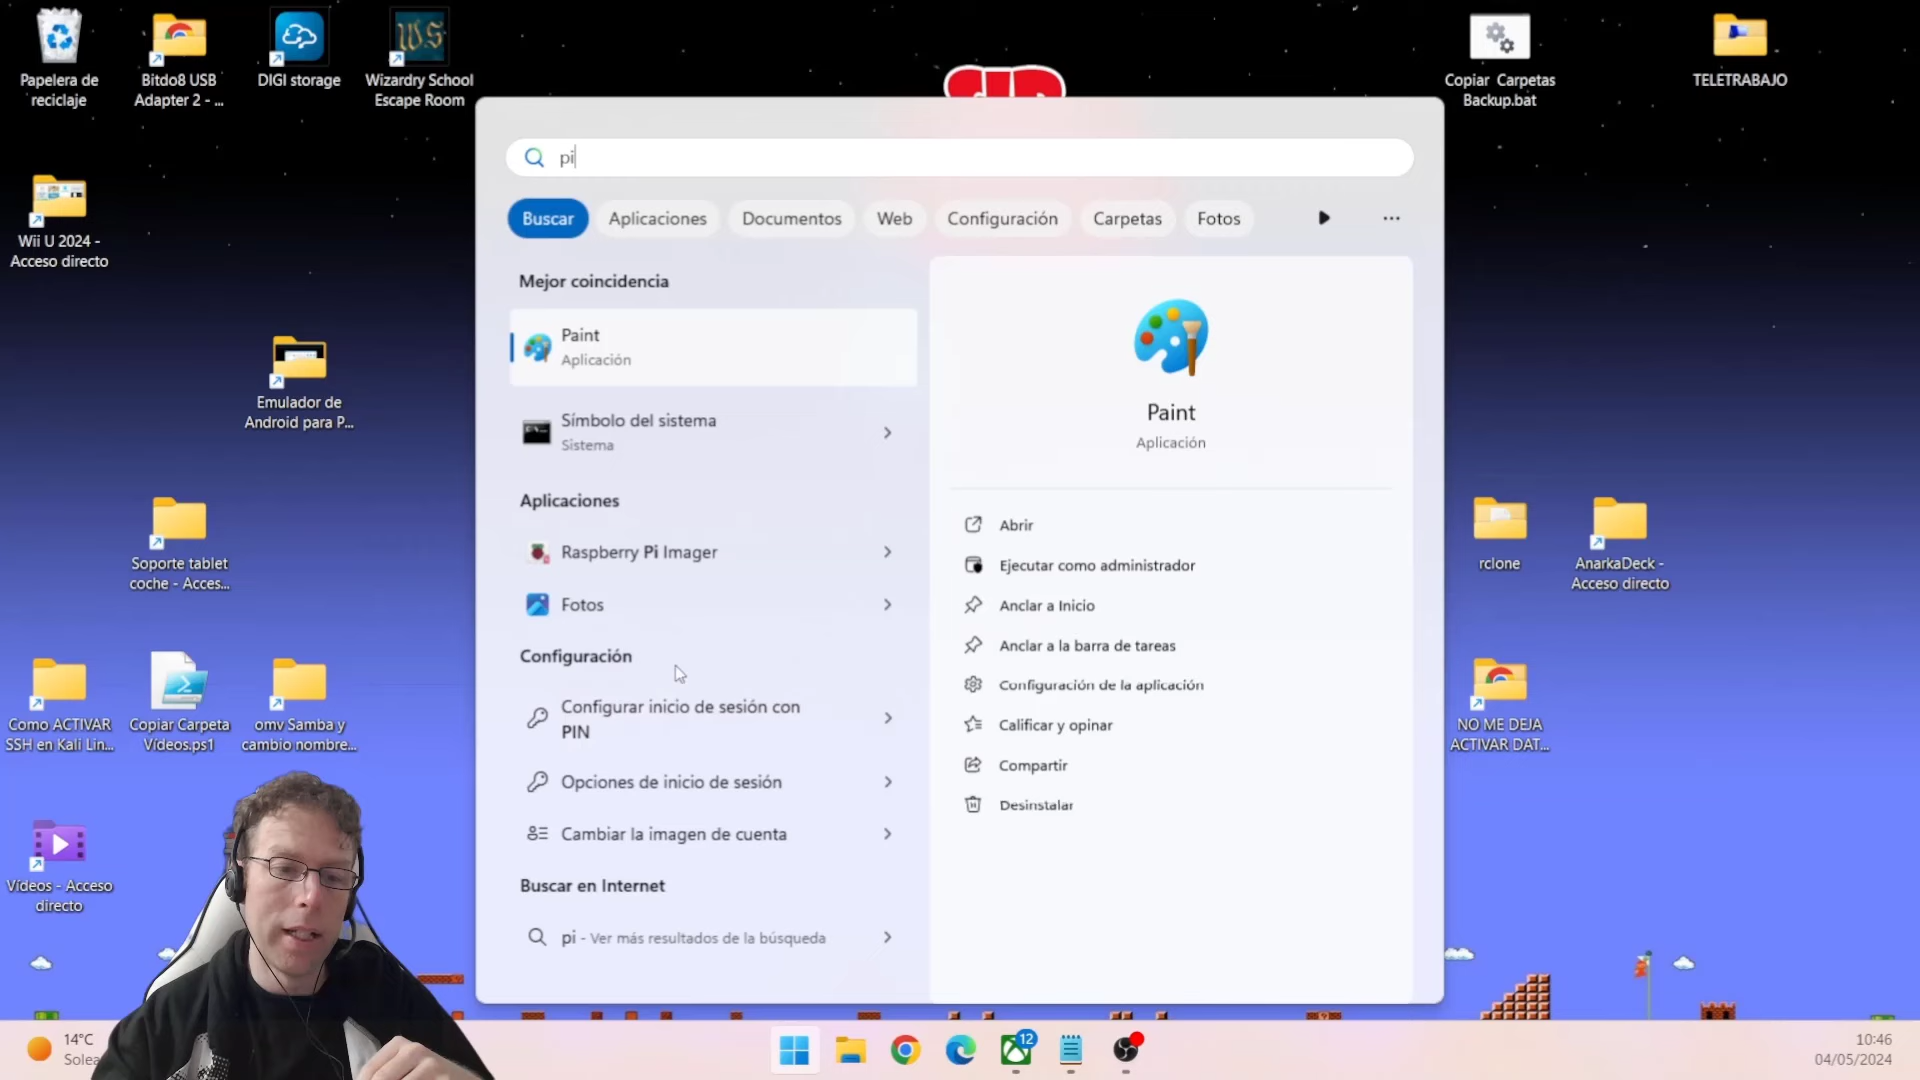 Papelera de
reciclaje
Bitdo8 USB
Adapter 2 - ...
DIGI storage
WS
Wizardry School
Escape Room
Copiar Carpetas
Backup.bat
TELETRABAJO
Wii U 2024 -
Acceso directo
Emulador de
Android para P...
Soporte tablet
coche - Acces...
Como ACTIVAR
SSH en Kali Lin...
Copiar Carpeta
Vídeos.ps1
omv Samba y
cambio nombre...
Vídeos - Acceso
directo
pi
Buscar
Aplicaciones
Documentos
Web
Configuración
Carpetas
Fotos
...
Mejor coincidencia
Paint
Aplicación
Símbolo del sistema
Sistema
Aplicaciones
Raspberry Pi Imager
Fotos
Configuración
Configurar inicio de sesión con
PIN
Opciones de inicio de sesión
Cambiar la imagen de cuenta
Buscar en Internet
pi - Ver más resultados de la búsqueda
Paint
Aplicación
Abrir
Ejecutar como administrador
Anclar a Inicio
Anclar a la barra de tareas
Configuración de la aplicación
Calificar y opinar
Compartir
Desinstalar
rclone
AnarkaDeck -
Acceso directo
NO ME DEJA
ACTIVAR DAT...
14°C
Solea
12
10:46
04/05/2024